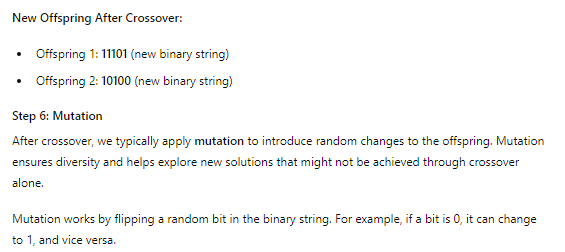 New Offspring After Crossover:
• Offspring 1: 11101 (new binary string)
• Offspring 2: 10100 (new binary string)
Step 6: Mutation
After crossover, we typically apply mutation to introduce random changes to the offspring. Mutation
ensures diversity and helps explore new solutions that might not be achieved through crossover
alone.
Mutation works by flipping a random bit in the binary string. For example, if a bit is 0, it can change
to 1, and vice versa.